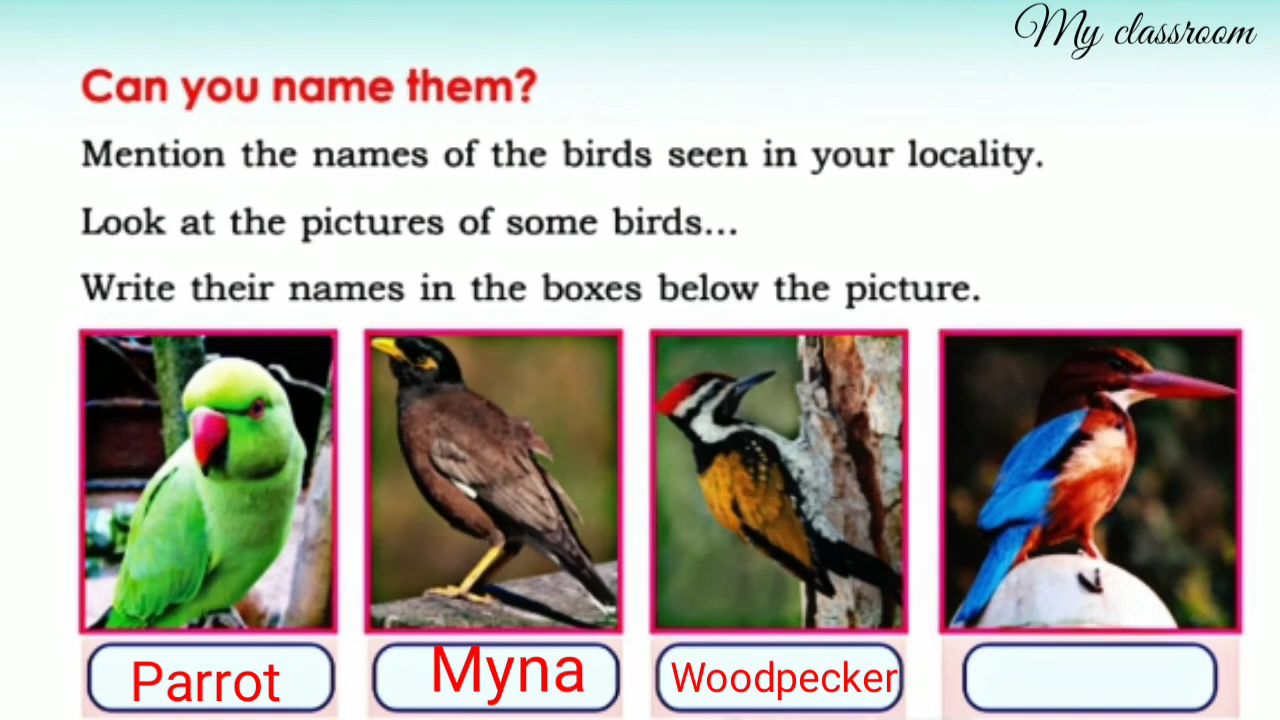 My classroom
Can you name them?
Mention the names of the birds seen in your locality.
Look at the pictures of some birds...
Write their names in the boxes below the picture.
Parrot
Myna
Woodpecker